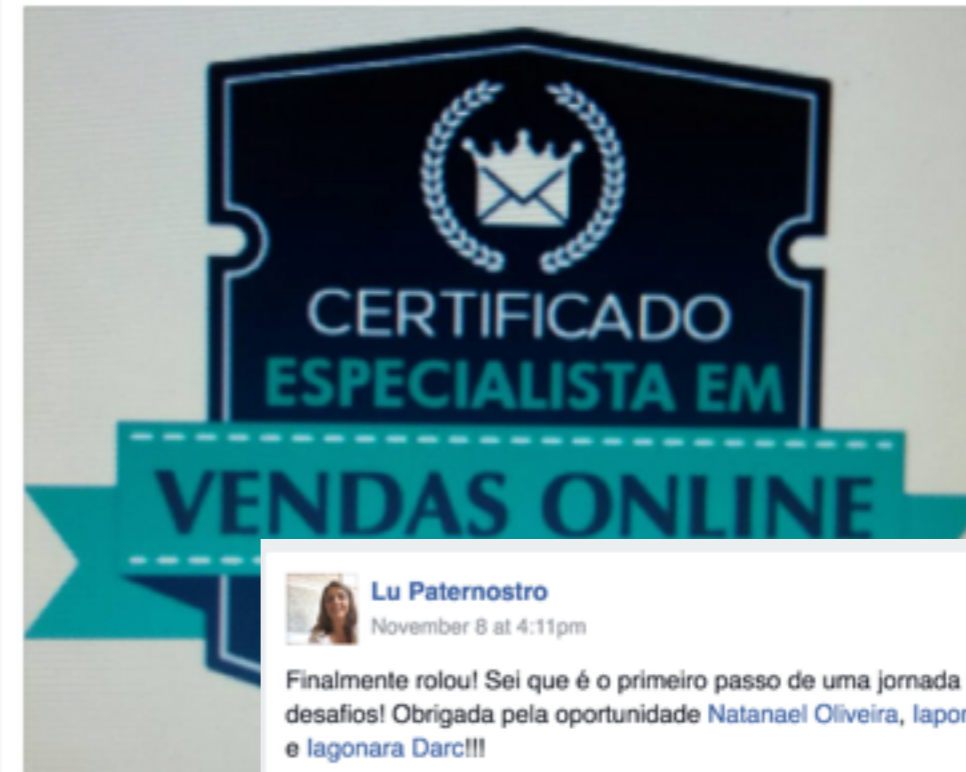 CERTIFICADO
ESPECIALISTA EM
VENDAS ONLINE
Lu Paternostro
November 8 at 4:11pm
Finalmente rolou! Sei que é o primeiro passo de uma jornada
desafios! Obrigada pela oportunidade Natanael Oliveira,
e Iagonara Darc!!!